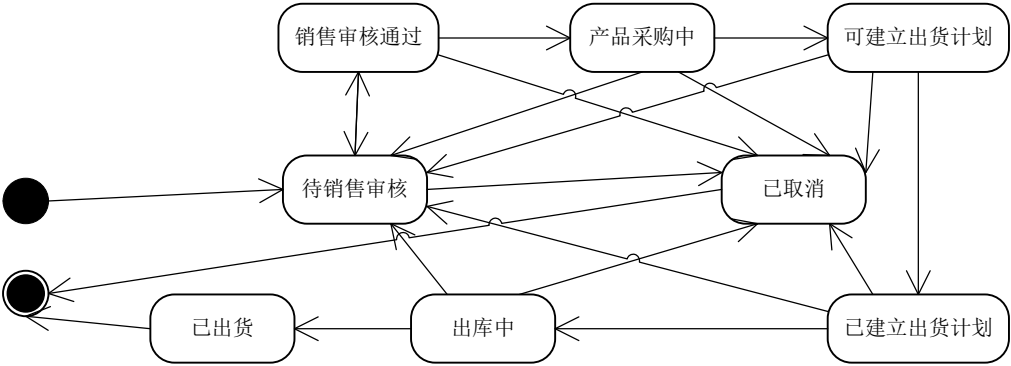 销售审核通过
产品采购中
可建立出货计划
待销售审核
已取消
已出货
出库中
已建立出货计划